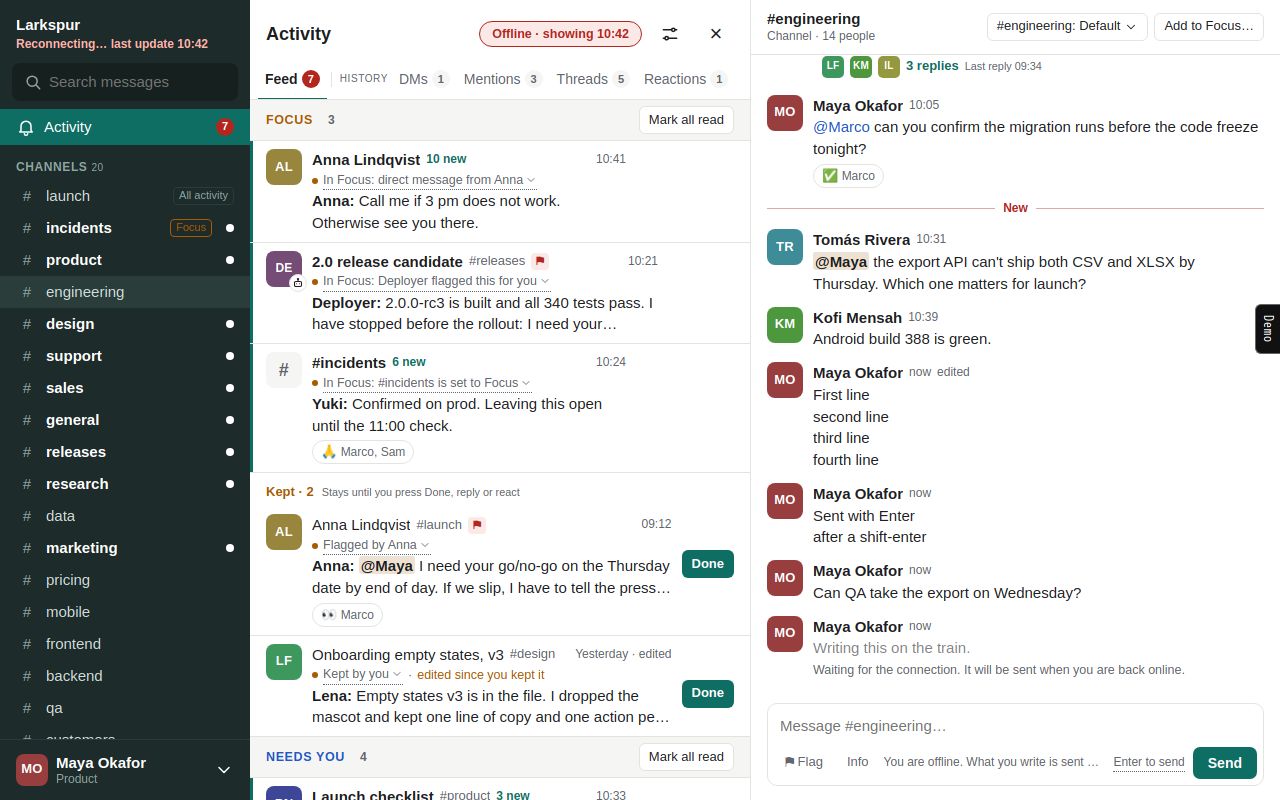 Larkspur
Reconnecting… last update 10:42
Search messages
Activity 7
CHANNELS 20
# launch All activity
# incidents Focus
# product
# engineering
# design
# support
# sales
# general
# releases
# research
# data
# marketing
# pricing
# mobile
# frontend
# backend
# qa
# customers
MO Maya Okafor
Product
Activity
Offline · showing 10:42
Feed 7 HISTORY DMs 1 Mentions 3 Threads 5 Reactions 1
FOCUS 3 Mark all read
AL Anna Lindqvist 10 new 10:41
In Focus: direct message from Anna
Anna: Call me if 3 pm does not work.
Otherwise see you there.
DE 2.0 release candidate #releases 10:21
In Focus: Deployer flagged this for you
Deployer: 2.0.0-rc3 is built and all 340 tests pass. I
have stopped before the rollout: I need your…
# #incidents 6 new 10:24
In Focus: #incidents is set to Focus
Yuki: Confirmed on prod. Leaving this open
until the 11:00 check.
🙏 Marco, Sam
Kept · 2 Stays until you press Done, reply or react
AL Anna Lindqvist #launch 09:12
Flagged by Anna
Anna: @Maya I need your go/no-go on the Thursday
date by end of day. If we slip, I have to tell the press…
Done
👀 Marco
LF Onboarding empty states, v3 #design Yesterday · edited
Kept by you · edited since you kept it
Lena: Empty states v3 is in the file. I dropped the
mascot and kept one line of copy and one action pe…
Done
NEEDS YOU 4 Mark all read
Launch checklist #product 3 new 10:33
#engineering
Channel · 14 people
#engineering: Default
Add to Focus…
LF KM IL 3 replies Last reply 09:34
MO Maya Okafor 10:05
@Marco can you confirm the migration runs before the code freeze
tonight?
✅ Marco
New
TR Tomás Rivera 10:31
@Maya the export API can't ship both CSV and XLSX by
Thursday. Which one matters for launch?
KM Kofi Mensah 10:39
Android build 388 is green.
MO Maya Okafor now edited
First line
second line
third line
fourth line
MO Maya Okafor now
Sent with Enter
after a shift-enter
MO Maya Okafor now
Can QA take the export on Wednesday?
MO Maya Okafor now
Writing this on the train.
Waiting for the connection. It will be sent when you are back online.
Message #engineering…
Flag Info You are offline. What you write is sent … Enter to send Send
Demo